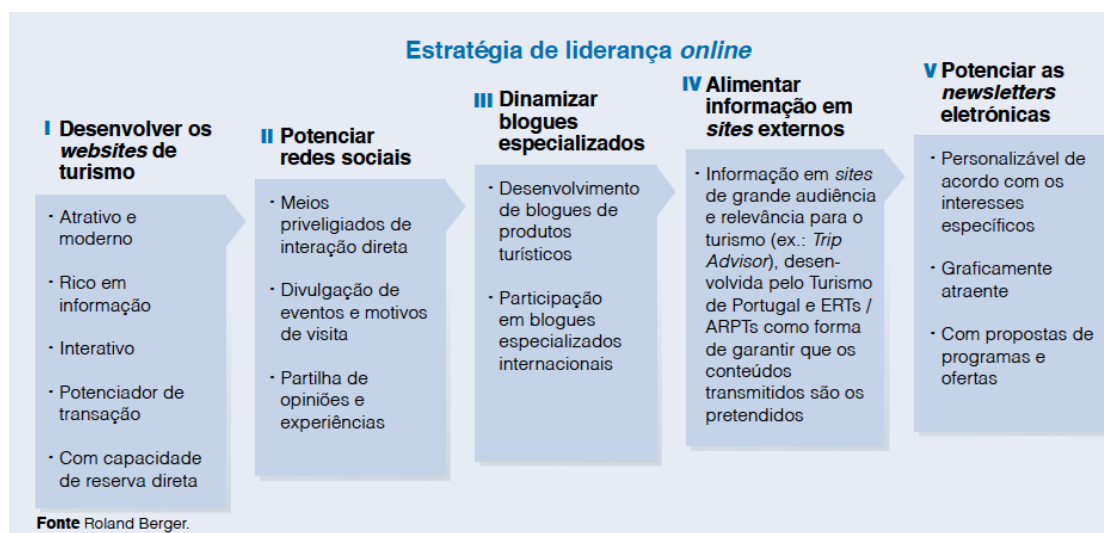 Estratégia de liderança online
I Desenvolver os
websites de
turismo
· Atrativo e
moderno
· Rico em
informação
· Interativo
· Potenciador de
transação
· Com capacidade
de reserva direta
II Potenciar
redes sociais
· Meios
priveligiados de
interação direta
· Divulgação de
eventos e motivos
de visita
· Partilha de
opiniões e
experiências
III Dinamizar
blogues
especializados
· Desenvolvimento
de blogues de
produtos
turísticos
· Participação
em blogues
especializados
internacionais
IV Alimentar
informação em
sites externos
· Informação em sites
de grande audiência
e relevância para o
turismo (ex.: Trip
Advisor), desen-
volvida pelo Turismo
de Portugal e ERTs /
ARPTs como forma
de garantir que os
conteúdos
transmitidos são os
pretendidos
V Potenciar as
newsletters
eletrónicas
· Personalizável de
acordo com os
interesses
específicos
· Graficamente
atraente
· Com propostas de
programas e
ofertas
Fonte Roland Berger.